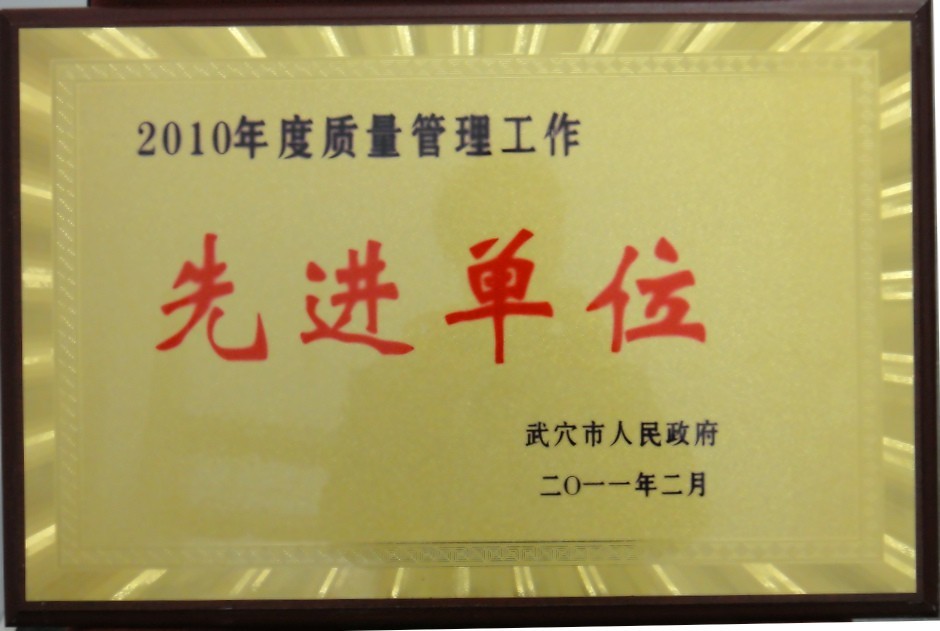 2010年度质量管理工作
先进单位
武穴市人民政府
二〇一一年二月